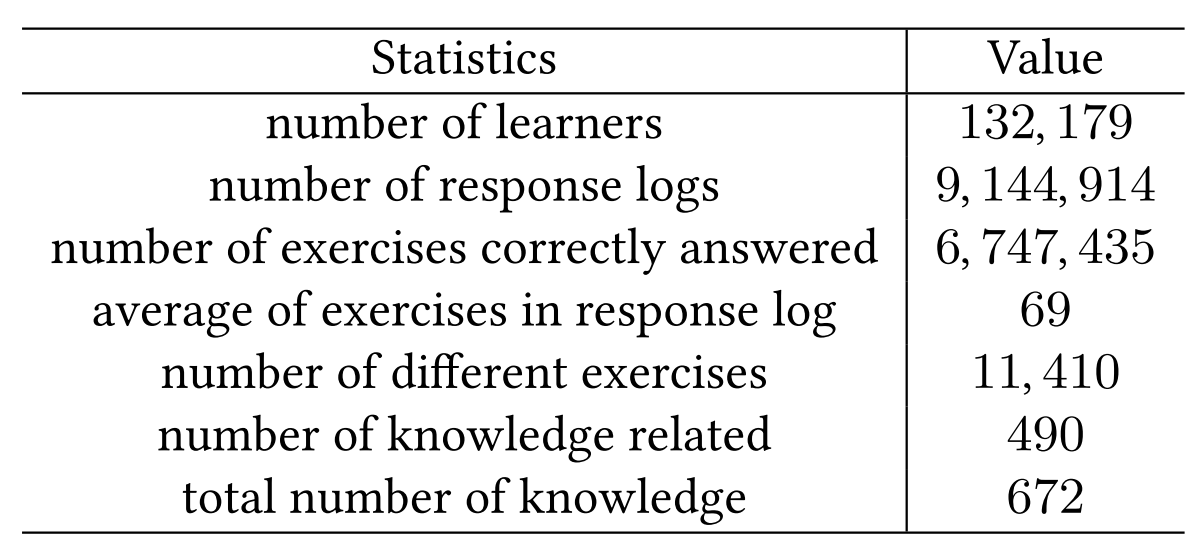 Statistics Value
number of learners 132, 179
number of response logs 9, 144, 914
number of exercises correctly answered 6, 747, 435
average of exercises in response log 69
number of different exercises 11, 410
number of knowledge related 490
total number of knowledge 672